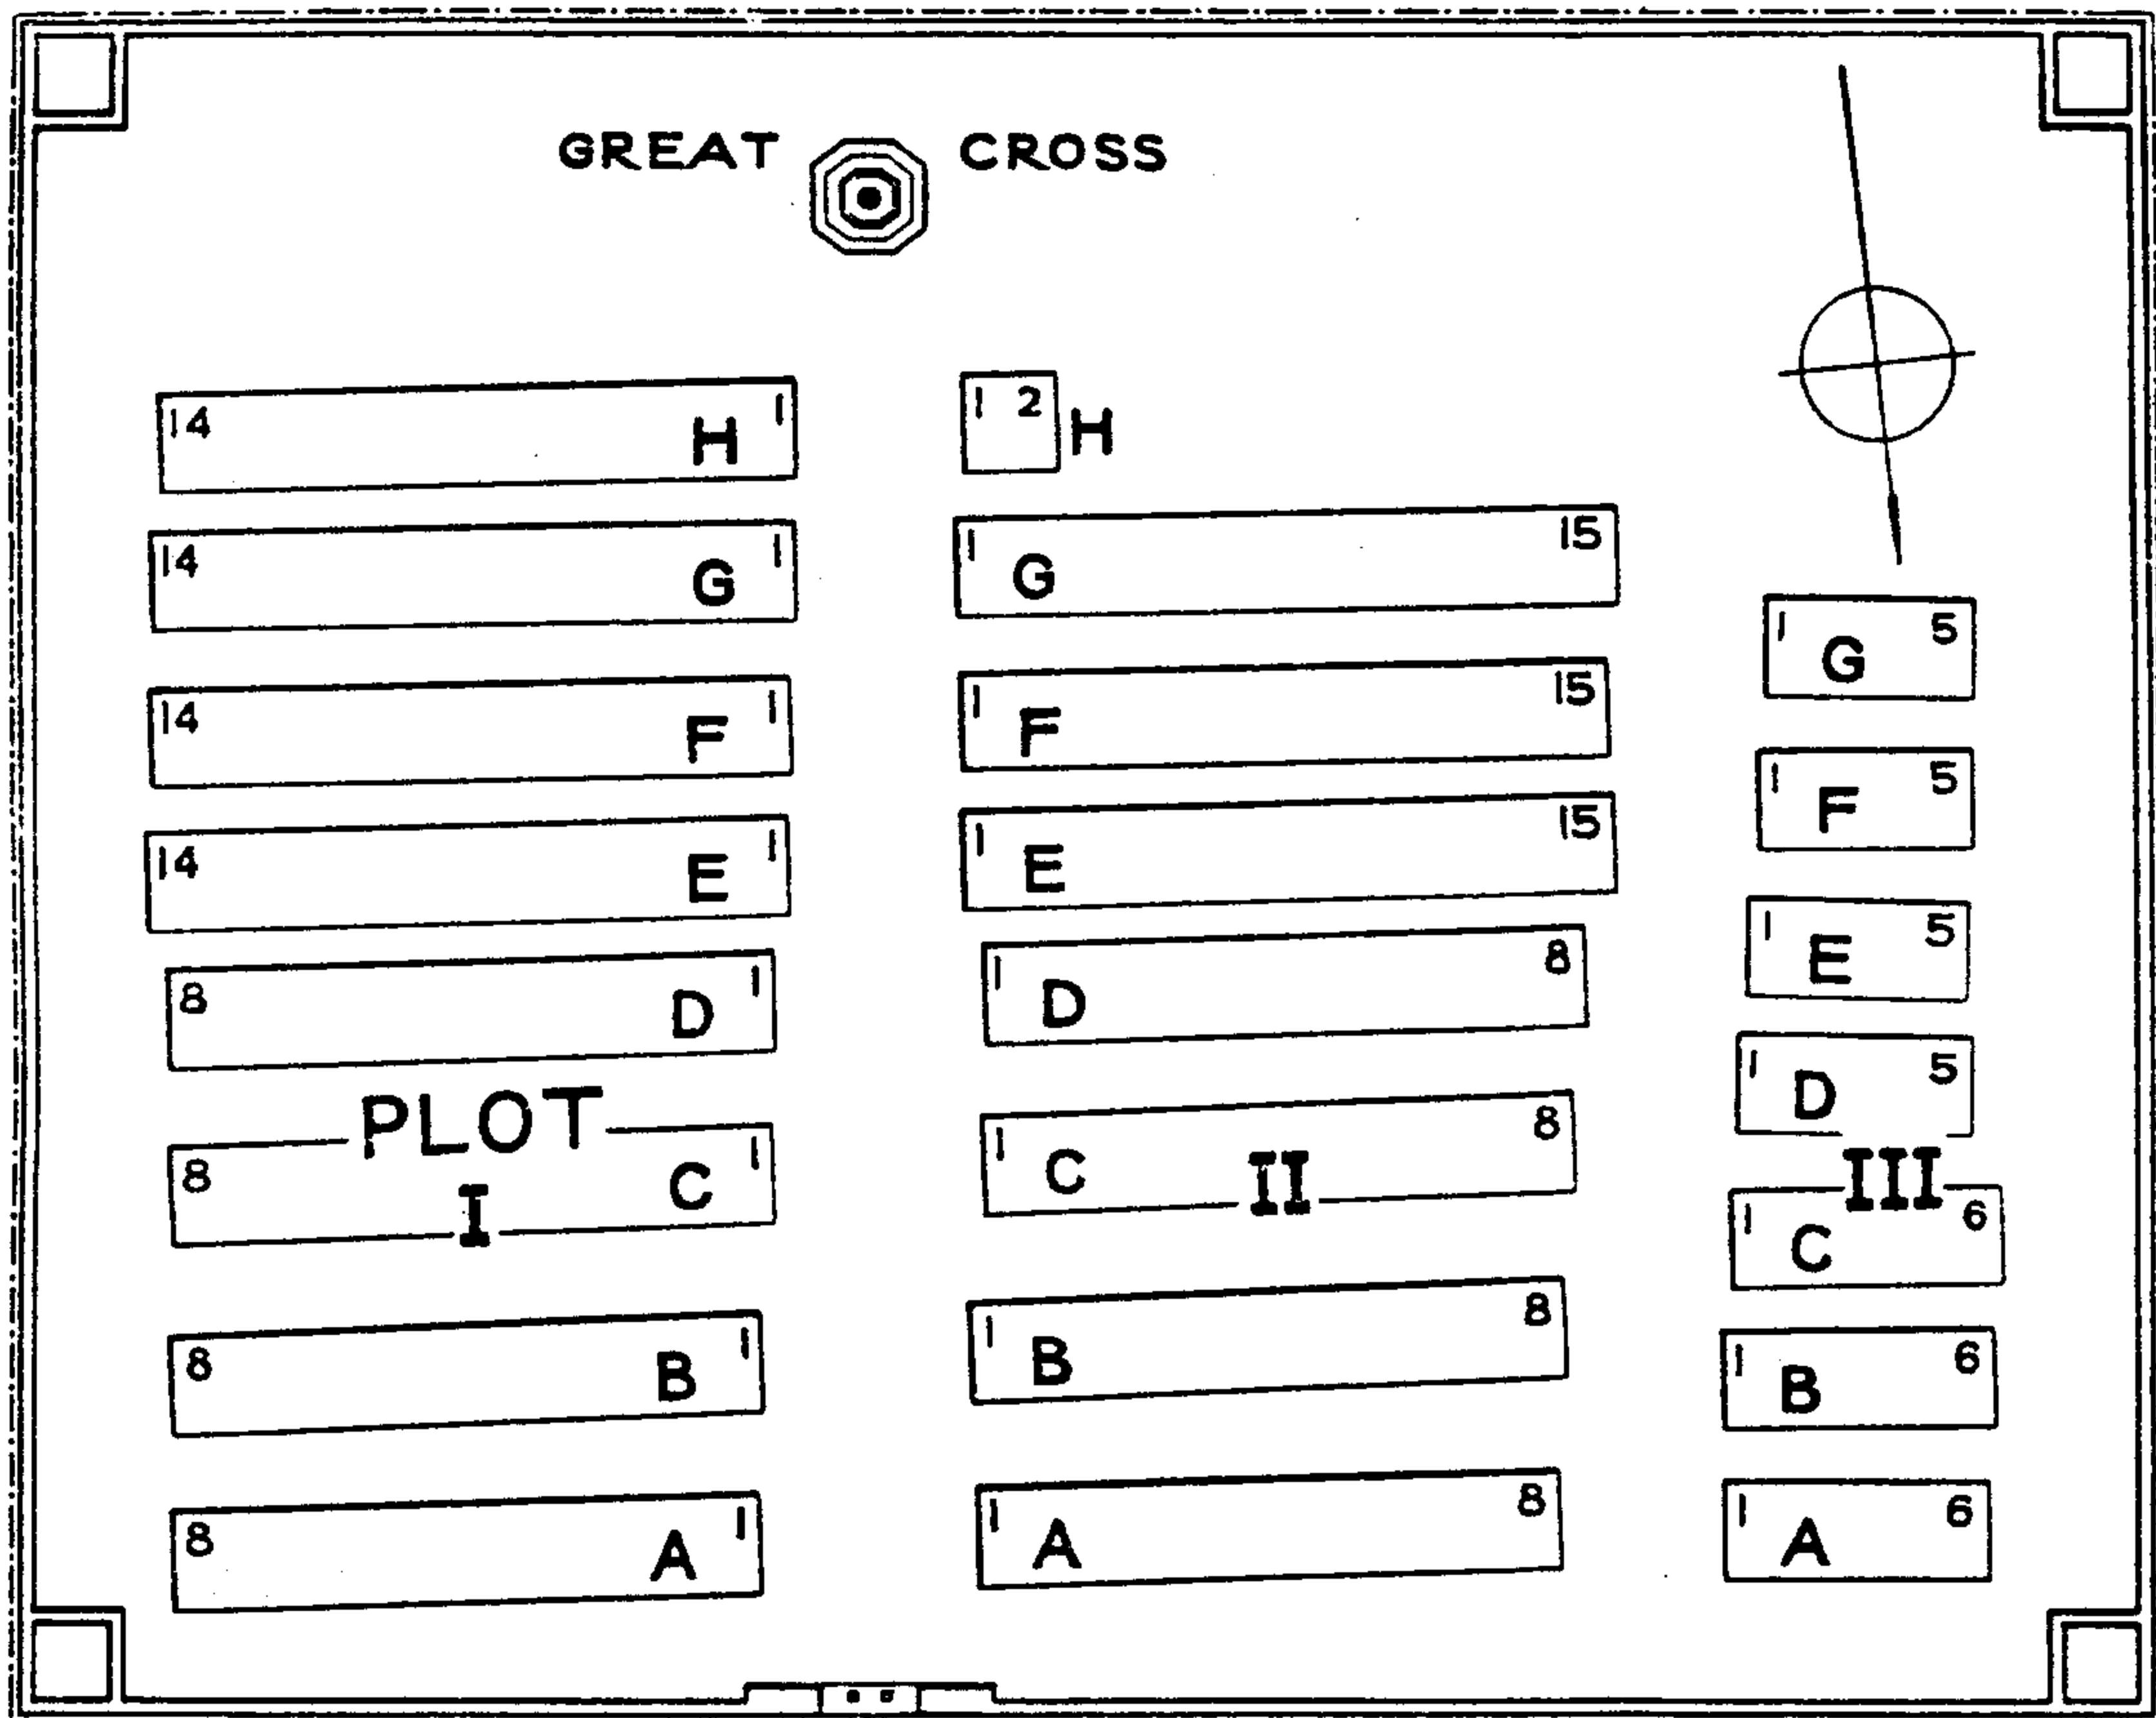 GREAT CROSS
14 H 1
1 2 H
14 G 1
1 G 15
1 G 5
14 F 1
1 F 15
1 F 5
14 E 1
1 E 15
1 E 5
8 D 1
1 D 8
1 D 5
PLOT
8 I C 1
1 C II 8
III
1 C 6
8 B 1
1 B 8
1 B 6
8 A 1
1 A 8
1 A 6